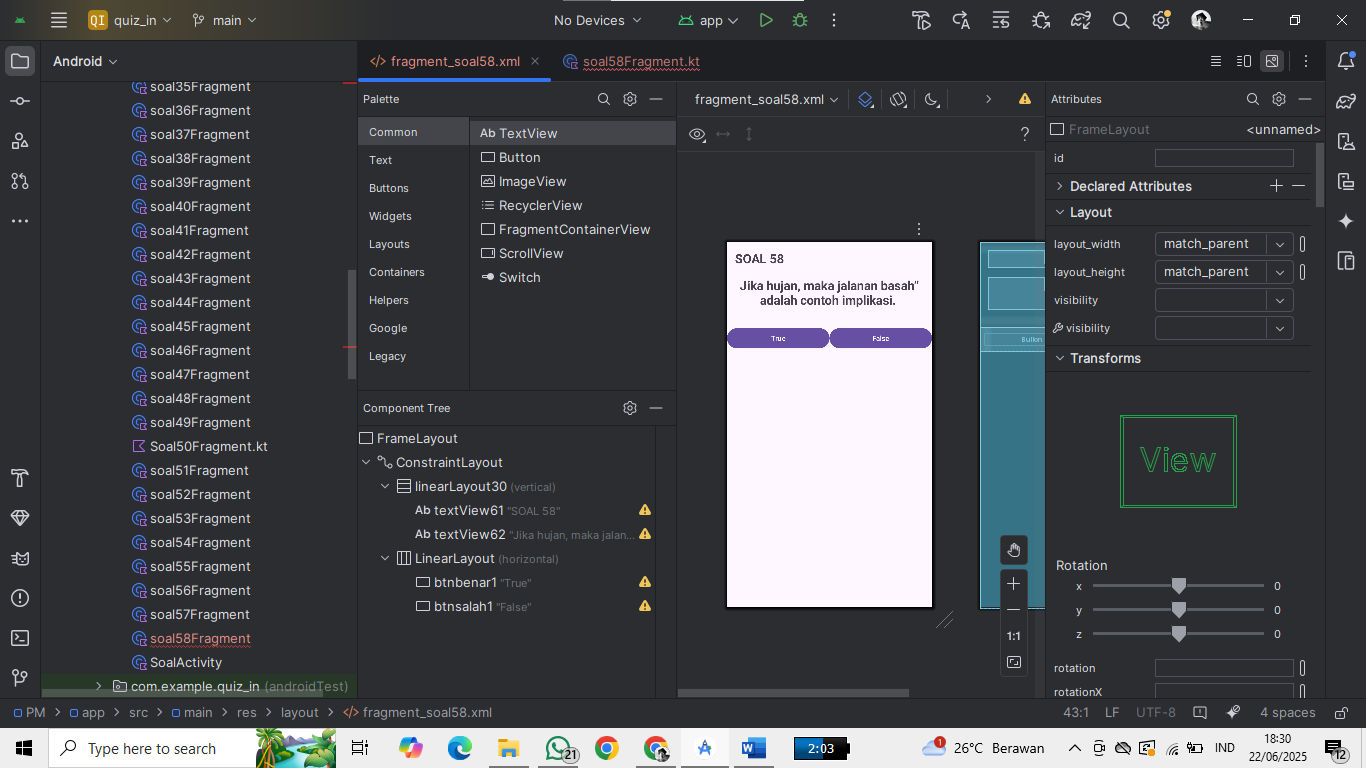 QI quiz_in main No Devices app
Android
soal35Fragment
soal36Fragment
soal37Fragment
soal38Fragment
soal39Fragment
soal40Fragment
soal41Fragment
soal42Fragment
soal43Fragment
soal44Fragment
soal45Fragment
soal46Fragment
soal47Fragment
soal48Fragment
soal49Fragment
Soal50Fragment.kt
soal51Fragment
soal52Fragment
soal53Fragment
soal54Fragment
soal55Fragment
soal56Fragment
soal57Fragment
soal58Fragment
SoalActivity
com.example.quiz_in (androidTest)
</> fragment_soal58.xml
soal58Fragment.kt
Palette
Common
Text
Buttons
Widgets
Layouts
Containers
Helpers
Google
Legacy
Ab TextView
Button
ImageView
RecyclerView
FragmentContainerView
ScrollView
Switch
Component Tree
FrameLayout
ConstraintLayout
linearLayout30 (vertical)
Ab textView61 "SOAL 58"
Ab textView62 "Jika hujan, maka jalan...
LinearLayout (horizontal)
btnbenar1 "True"
btnsalah1 "False"
fragment_soal58.xml
?
SOAL 58
Jika hujan, maka jalanan basah"
adalah contoh implikasi.
True False
Button
1:1
Attributes
FrameLayout <unnamed>
id
Declared Attributes
Layout
layout_width match_parent
layout_height match_parent
visibility
visibility
Transforms
View
Rotation
x 0
y 0
z 0
rotation
rotationX
PM > app > src > main > res > layout > </> fragment_soal58.xml
43:1 LF UTF-8 4 spaces
Type here to search
21
2:03
1
26°C Berawan
IND
18:30
22/06/2025
12